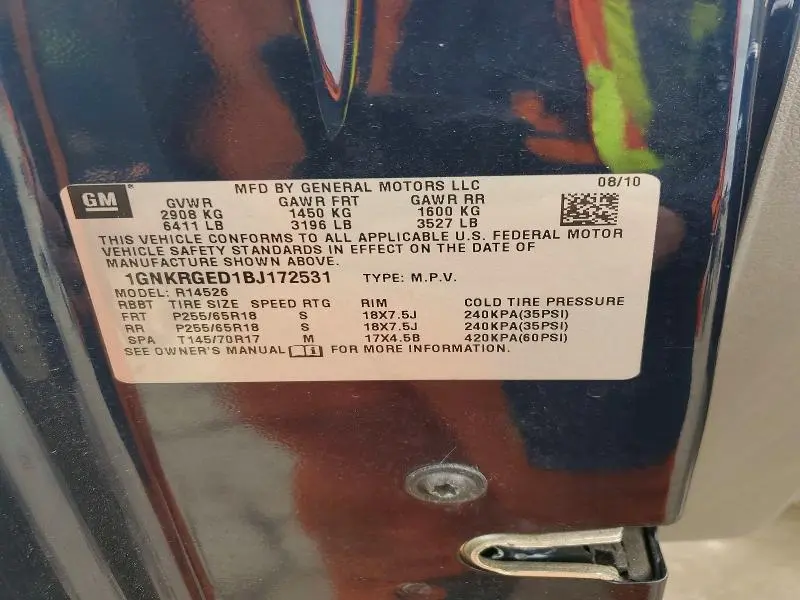 GM
MFD BY GENERAL MOTORS LLC 08/10
GVWR GAWR FRT GAWR RR
2908 KG 1450 KG 1600 KG
6411 LB 3196 LB 3527 LB
THIS VEHICLE CONFORMS TO ALL APPLICABLE U.S. FEDERAL MOTOR
VEHICLE SAFETY STANDARDS IN EFFECT ON THE DATE OF
MANUFACTURE SHOWN ABOVE.
1GNKRGED1BJ172531 TYPE: M.P.V.
MODEL: R14526
RBBT TIRE SIZE SPEED RTG RIM COLD TIRE PRESSURE
FRT P255/65R18 S 18X7.5J 240KPA(35PSI)
RR P255/65R18 S 18X7.5J 240KPA(35PSI)
SPA T145/70R17 M 17X4.5B 420KPA(60PSI)
SEE OWNER'S MANUAL i FOR MORE INFORMATION.